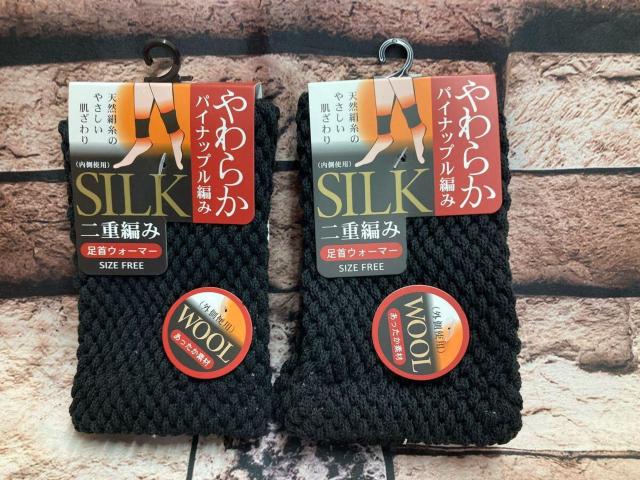 やわらか
パイナップル編み
天然絹糸の
やさしい
肌ざわり
(内側使用)
SILK
二重編み
足首ウォーマー
SIZE FREE
(外側使用)
WOOL
あったか素材
やわらか
パイナップル編み
天然絹糸の
やさしい
肌ざわり
(内側使用)
SILK
二重編み
足首ウォーマー
SIZE FREE
(外側使用)
WOOL
あったか素材